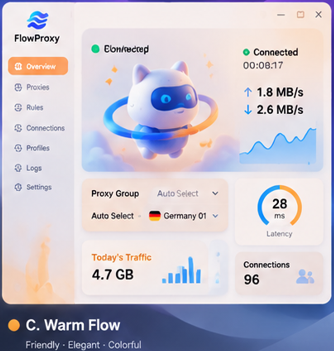 FlowProxy
Overview
Proxies
Rules
Connections
Profiles
Logs
Settings
Connected
00:08:17
↑ 1.8 MB/s
↓ 2.6 MB/s
Proxy Group Auto Select
Auto Select Germany 01
28
ms
Latency
Today's Traffic
4.7 GB
Connections
96
C. Warm Flow
Friendly · Elegant · Colorful